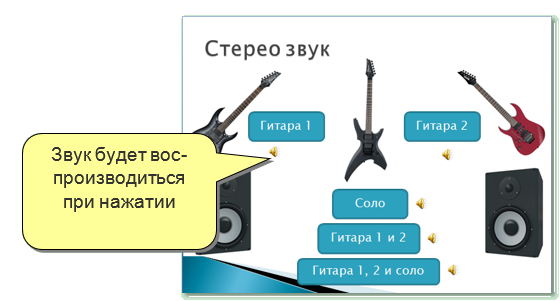 Стерео звук
Гитара 1
Гитара 2
Звук будет вос-
производиться
при нажатии
Соло
Гитара 1 и 2
Гитара 1, 2 и соло